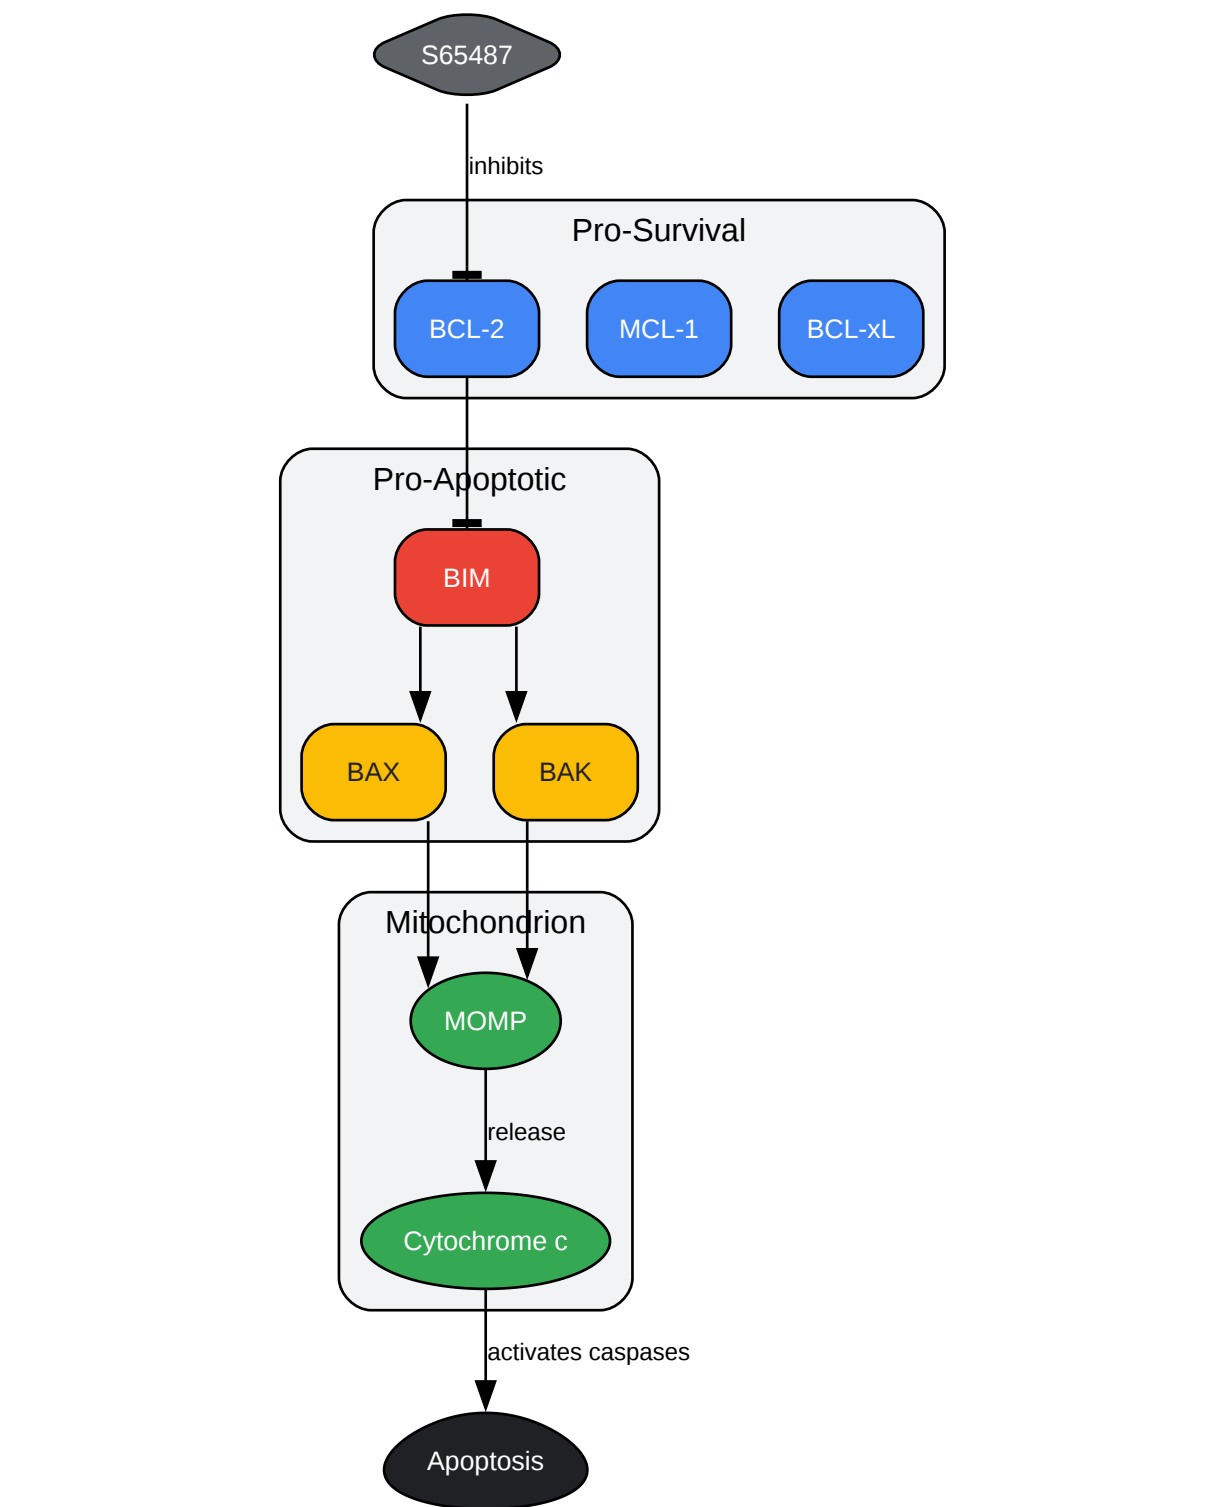 S65487
inhibits
Pro-Survival
BCL-2
MCL-1
BCL-xL
Pro-Apoptotic
BIM
BAX
BAK
Mitochondrion
MOMP
release
Cytochrome c
activates caspases
Apoptosis